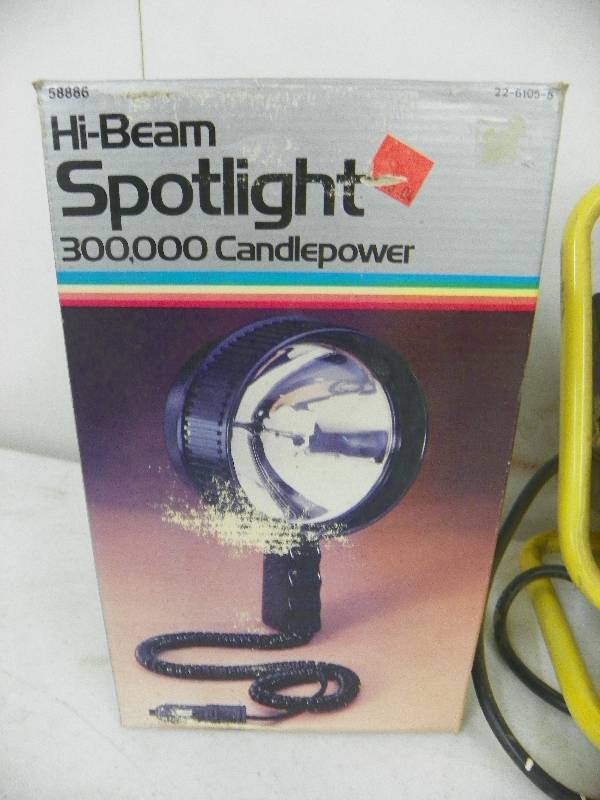 58886
22-6105-5
Hi-Beam
Spotlight
300,000 Candlepower